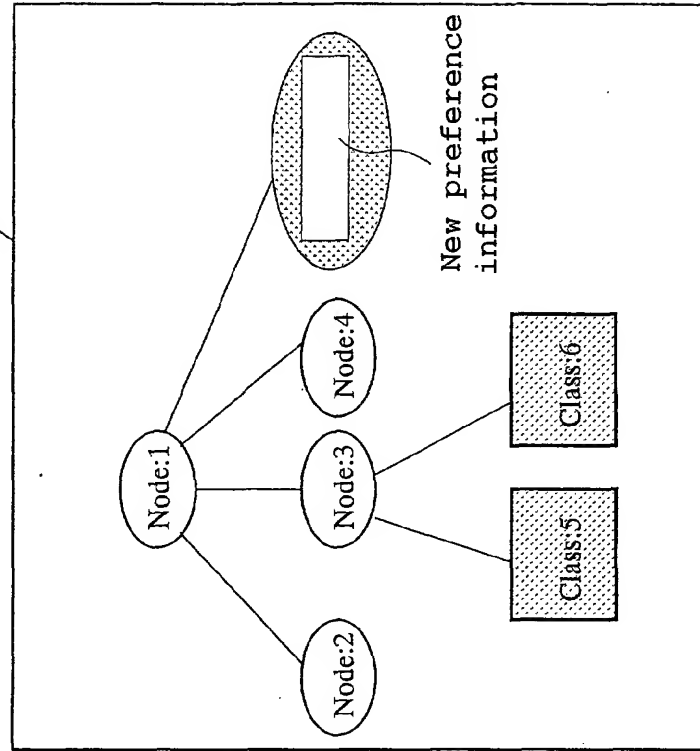 Node:1
Node:2
Node:3
Node:4
New preference
information
Class:5
Class:6